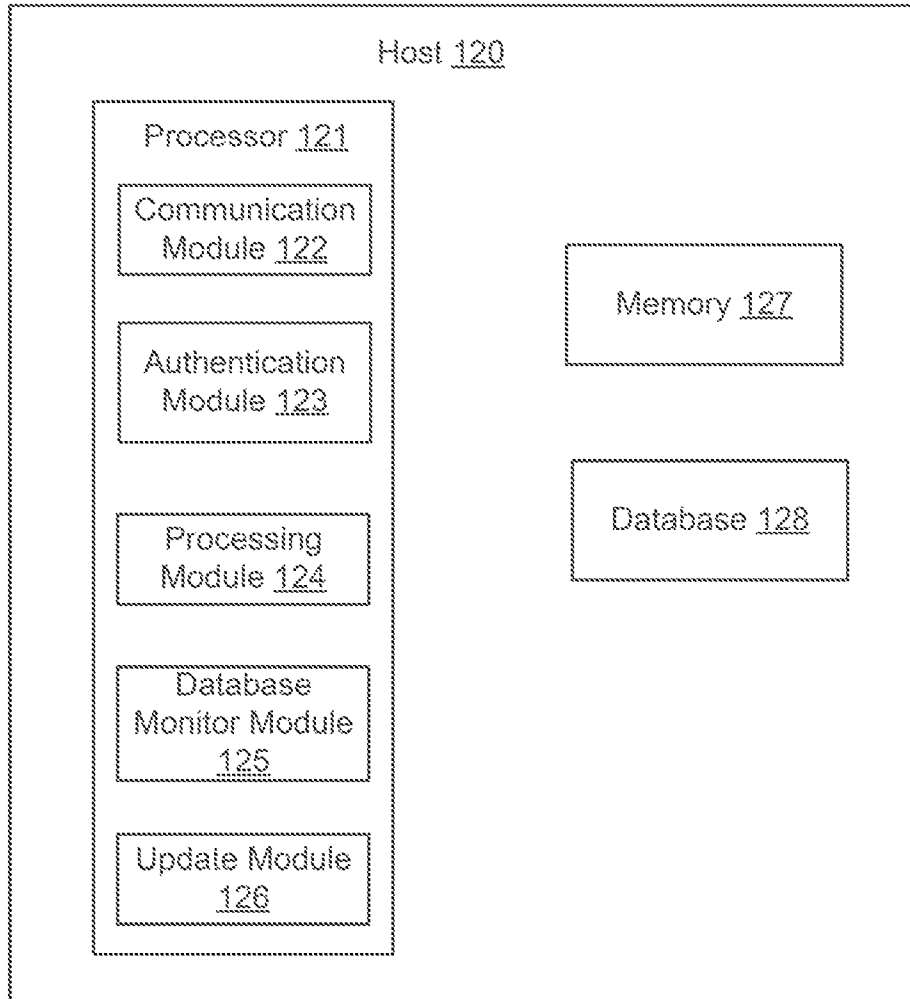 Host 120
Processor 121
Communication
Module 122
Authentication
Module 123
Processing
Module 124
Database
Monitor Module
125
Update Module
126
Memory 127
Database 128